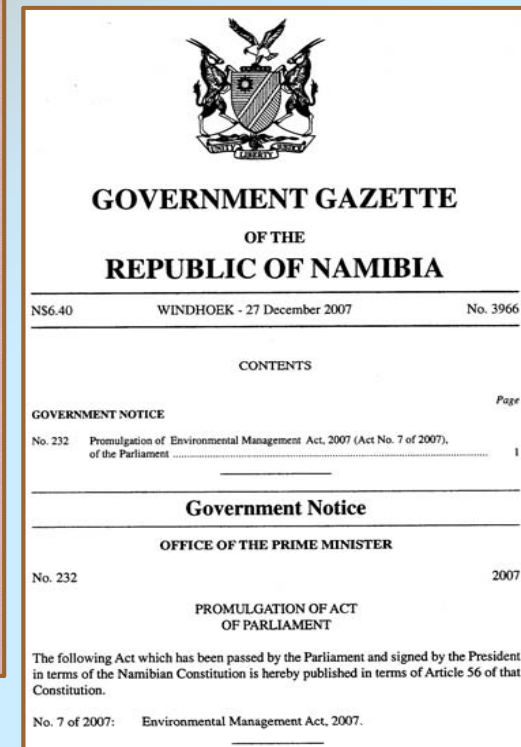 UNITY LIBERTY JUSTICE
GOVERNMENT GAZETTE
OF THE
REPUBLIC OF NAMIBIA
N$6.40 WINDHOEK - 27 December 2007 No. 3966
CONTENTS
Page
GOVERNMENT NOTICE
No. 232 Promulgation of Environmental Management Act, 2007 (Act No. 7 of 2007),
of the Parliament ........................................................................................................ 1
Government Notice
OFFICE OF THE PRIME MINISTER
No. 232 2007
PROMULGATION OF ACT
OF PARLIAMENT
The following Act which has been passed by the Parliament and signed by the President
in terms of the Namibian Constitution is hereby published in terms of Article 56 of that
Constitution.
No. 7 of 2007: Environmental Management Act, 2007.